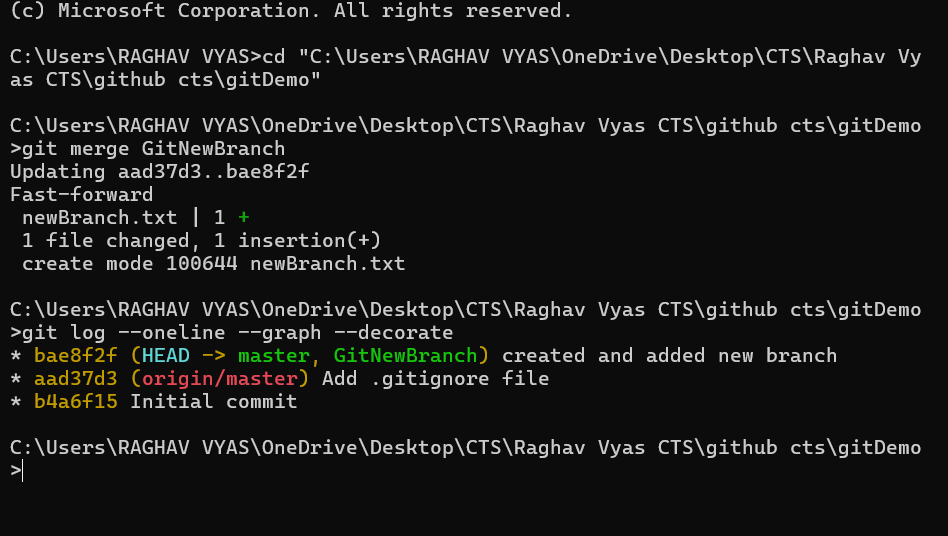 (c) Microsoft Corporation. All rights reserved.
C:\Users\RAGHAV VYAS>cd "C:\Users\RAGHAV VYAS\OneDrive\Desktop\CTS\Raghav Vy
as CTS\github cts\gitDemo"
C:\Users\RAGHAV VYAS\OneDrive\Desktop\CTS\Raghav Vyas CTS\github cts\gitDemo
>git merge GitNewBranch
Updating aad37d3..bae8f2f
Fast-forward
 newBranch.txt | 1 +
 1 file changed, 1 insertion(+)
 create mode 100644 newBranch.txt
C:\Users\RAGHAV VYAS\OneDrive\Desktop\CTS\Raghav Vyas CTS\github cts\gitDemo
>git log --oneline --graph --decorate
* bae8f2f (HEAD -> master, GitNewBranch) created and added new branch
* aad37d3 (origin/master) Add .gitignore file
* b4a6f15 Initial commit
C:\Users\RAGHAV VYAS\OneDrive\Desktop\CTS\Raghav Vyas CTS\github cts\gitDemo
>